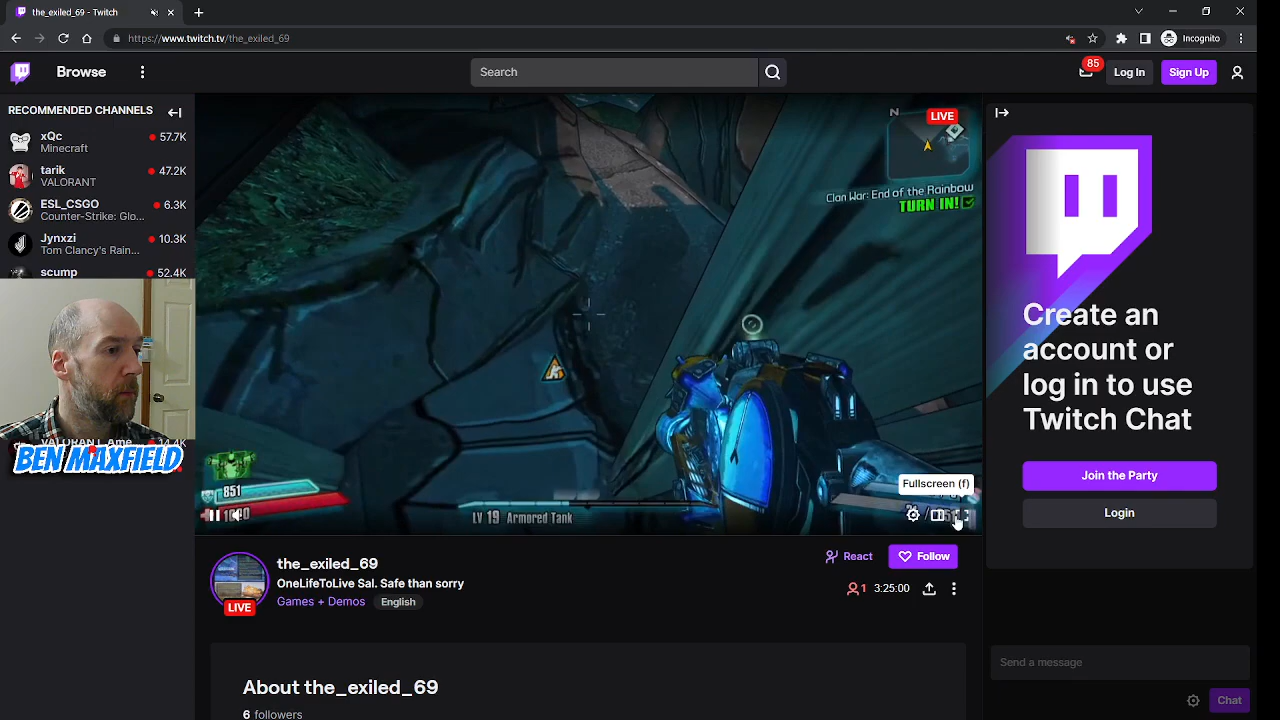 the_exiled_69 - Twitch
https://www.twitch.tv/the_exiled_69
Incognito
Browse
Search
85
Log In
Sign Up
RECOMMENDED CHANNELS
xQc
57.7K
Minecraft
tarik
47.2K
VALORANT
ESL_CSGO
6.3K
Counter-Strike: Glo...
Jynxzi
10.3K
Tom Clancy's Rain...
scump
52.4K
14.4K
BEN MAXFIELD
N
LIVE
Clan War: End of the Rainbow
TURN IN!
851
LV 19 Armored Tank
Fullscreen (f)
the_exiled_69
OneLifeToLive Sal. Safe than sorry
Games + Demos
English
LIVE
React
Follow
1
3:25:00
About the_exiled_69
6 followers
Create an
account or
log in to use
Twitch Chat
Join the Party
Login
Send a message
Chat